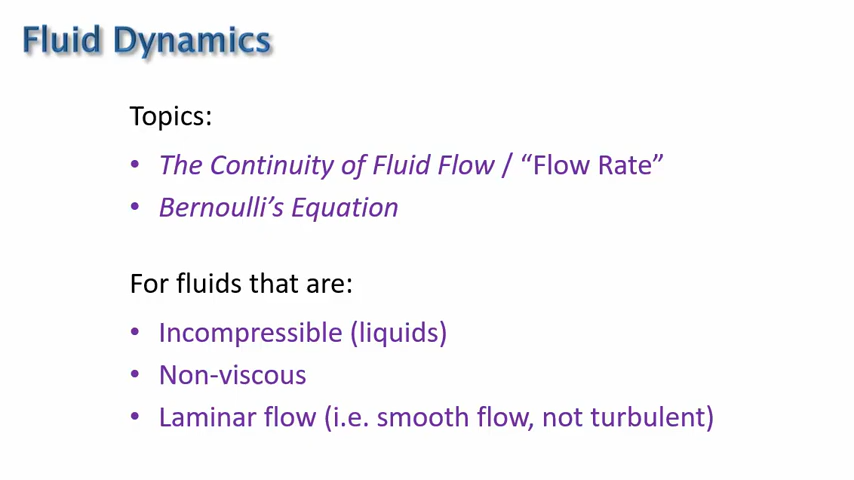 Fluid Dynamics
Topics:
• The Continuity of Fluid Flow / “Flow Rate”
• Bernoulli’s Equation
For fluids that are:
• Incompressible (liquids)
• Non-viscous
• Laminar flow (i.e. smooth flow, not turbulent)